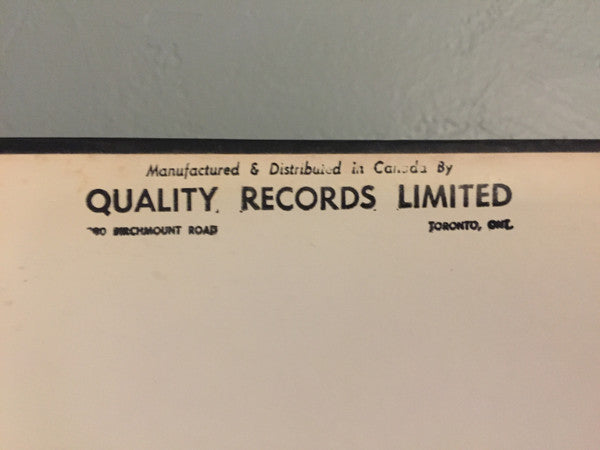 Manufactured & Distributed in Canada By
QUALITY RECORDS LIMITED
BIRCHMOUNT ROAD TORONTO, ONT.